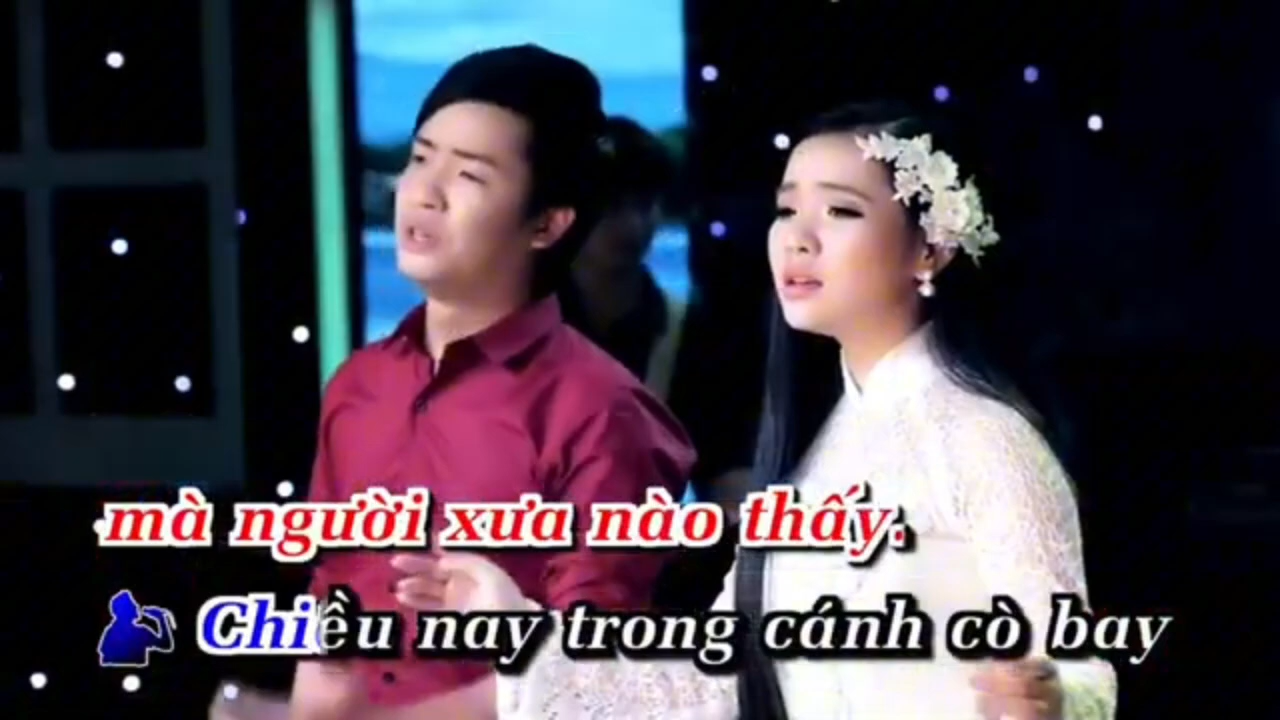 mà người xưa nào thấy.
Chiều nay trong cánh cò bay